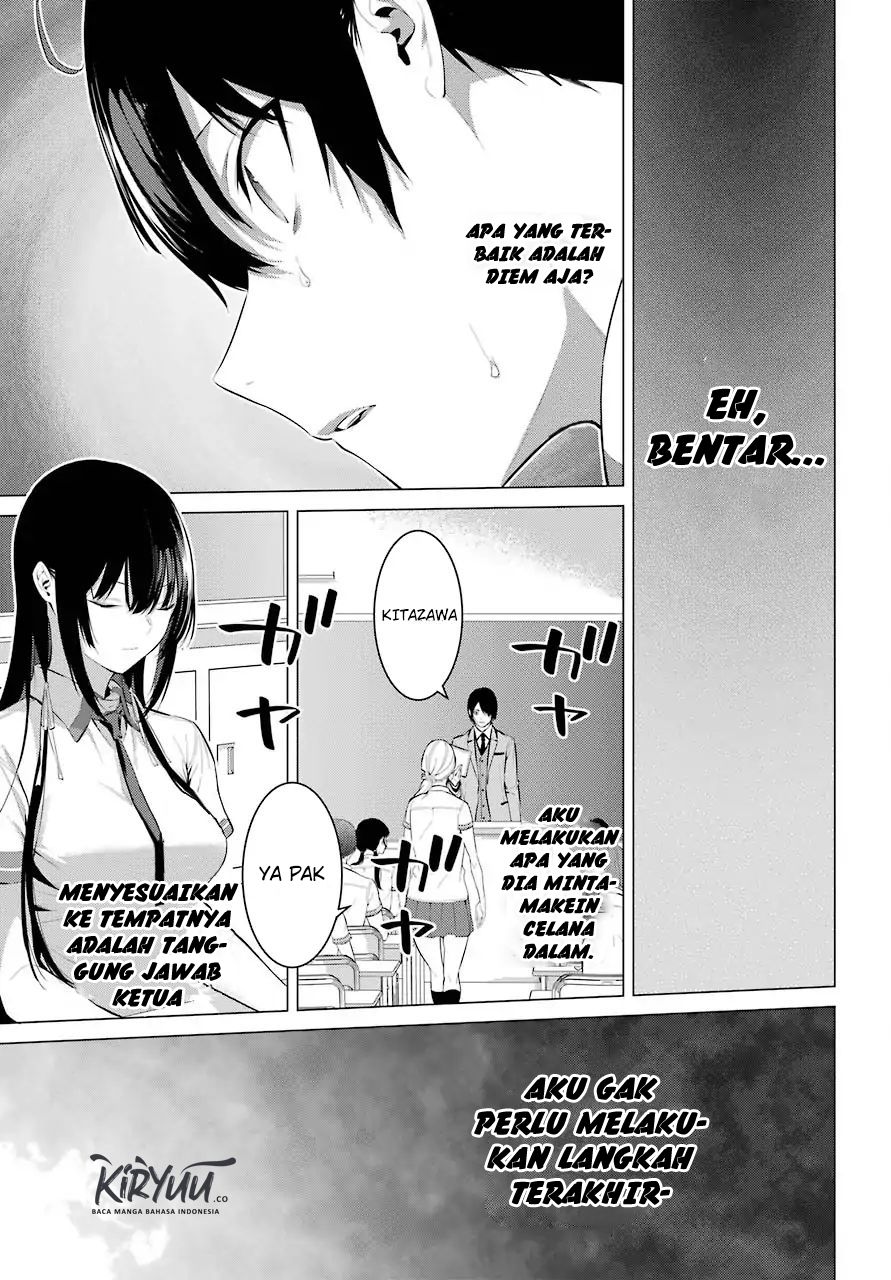 EH,
BENTAR...
APA YANG TER-
BAIK ADALAH
DIEM AJA?
KITAZAWA
ガ
ヤ
AKU
MELAKUKAN
APA YANG
DIA MINTA-
MAKEIN
CELANA
DALAM.
ガ
ヤ
YA PAK
ガ
ヤ
MENYESUAIKAN
KE TEMPATNYA
ADALAH TANG-
GUNG JAWAB
KETUA
AKU GAK
PERLU MELAKU-
KAN LANGKAH
TERAKHIR-
KIRYUU.CO
BACA MANGA BAHASA INDONESIA